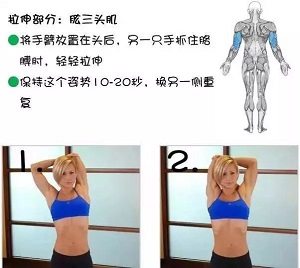 拉伸部分：肱三头肌
将手臂放置在头后，另一只手抓住胳
膊肘，轻轻拉伸
保持这个姿势10-20秒，换另一侧重
复
1.
2.